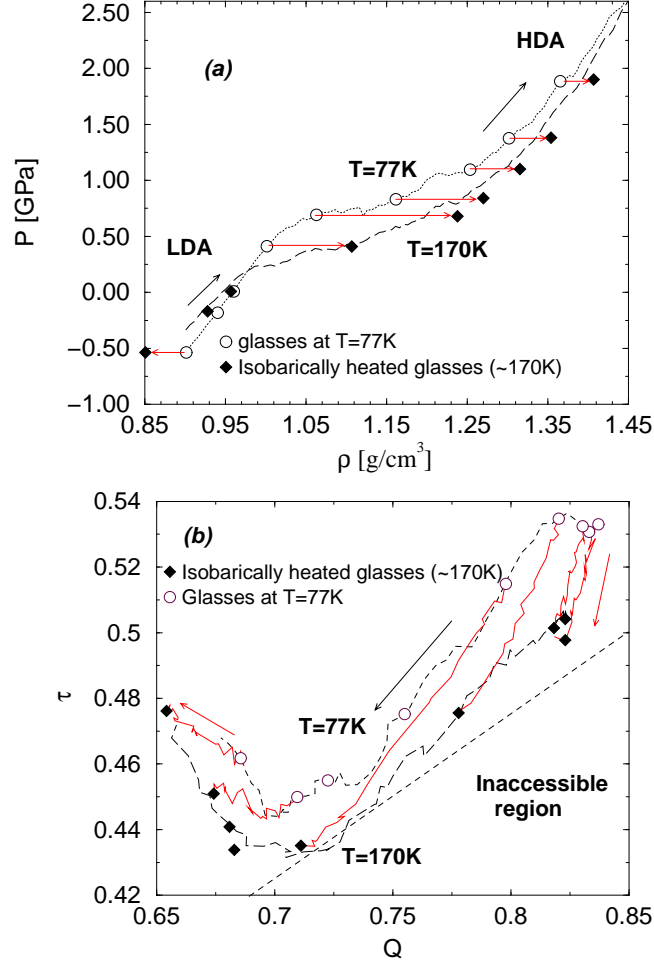 2.50
2.00
1.50
1.00
0.50
0.00
−0.50
−1.00
P [GPa]
(a)
HDA
T=77K
T=170K
LDA
glasses at T=77K
Isobarically heated glasses (~170K)
0.85 0.95 1.05 1.15 1.25 1.35 1.45
ρ [g/cm³]
0.54
0.52
0.5
0.48
0.46
0.44
0.42
τ
(b)
Isobarically heated glasses (~170K)
Glasses at T=77K
T=77K
T=170K
Inaccessible
region
0.65 0.7 0.75 0.8 0.85
Q